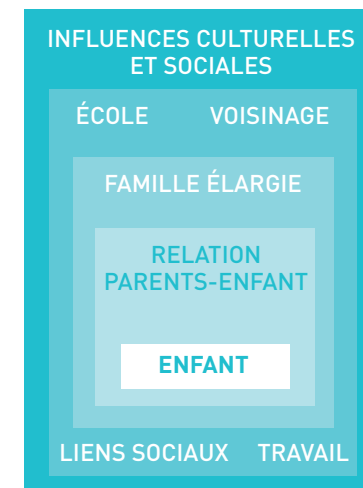 INFLUENCES CULTURELLES
ET SOCIALES
ÉCOLE VOISINAGE
FAMILLE ÉLARGIE
RELATION
PARENTS-ENFANT
ENFANT
LIENS SOCIAUX TRAVAIL